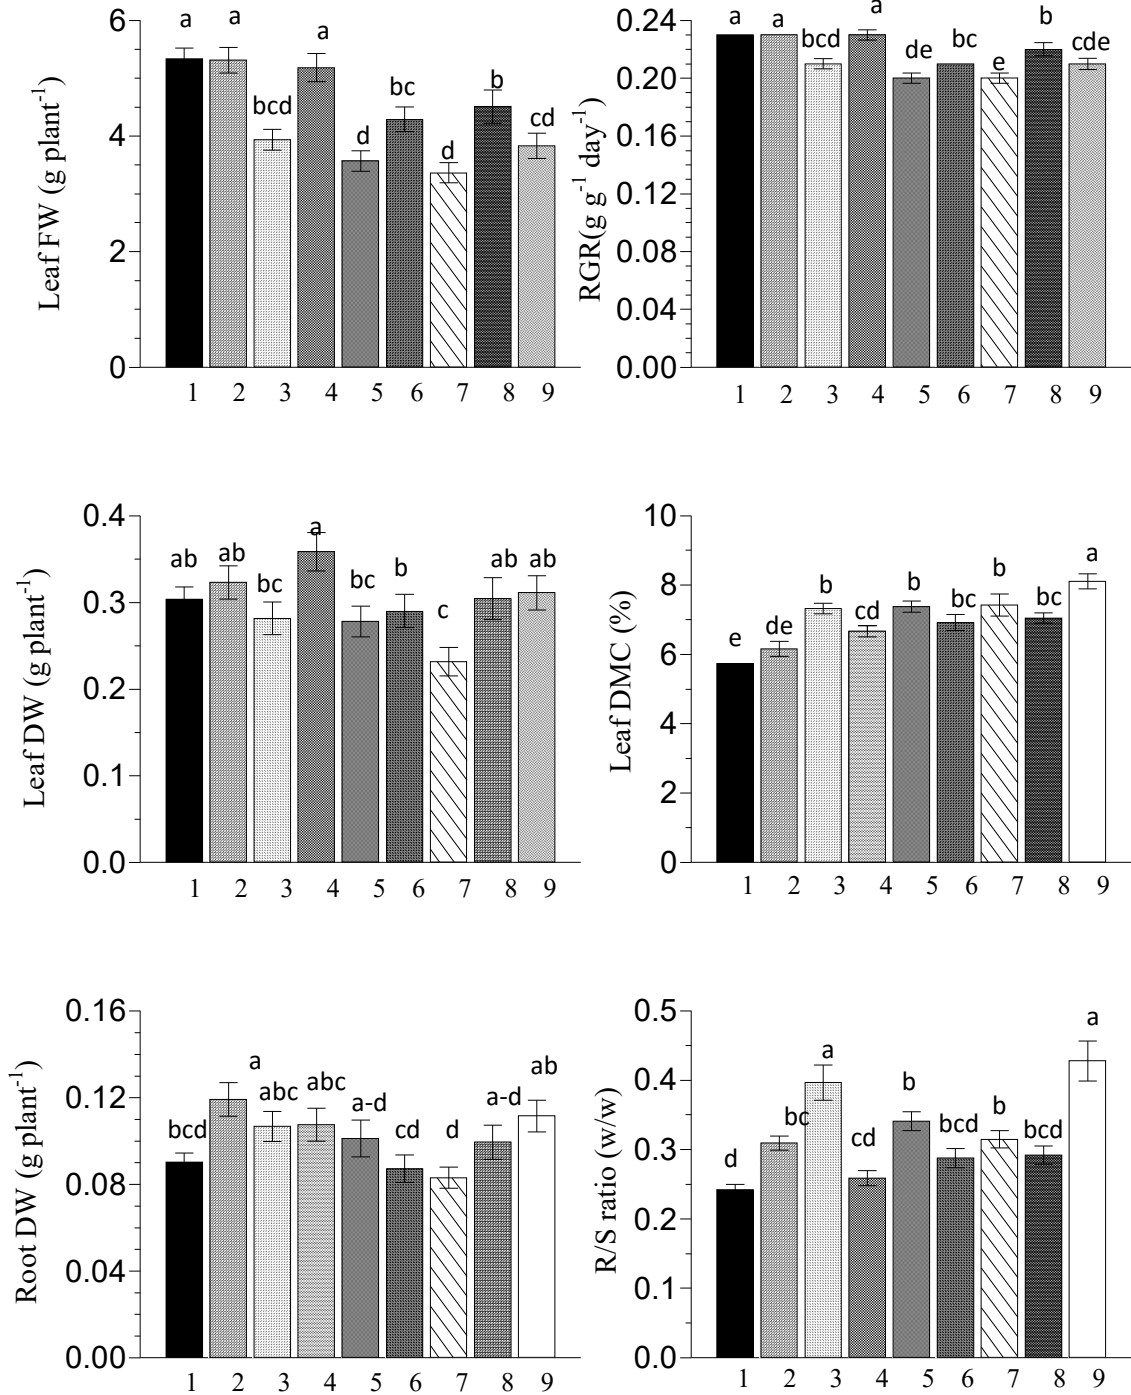 Leaf FW (g plant-1)
6
4
2
0
a a bcd a d bc d b cd
1 2 3 4 5 6 7 8 9
RGR(g g-1 day-1)
0.24
0.20
0.16
0.12
0.08
0.04
0.00
a a bcd a de bc e b cde
1 2 3 4 5 6 7 8 9
Leaf DW (g plant-1)
0.4
0.3
0.2
0.1
0.0
ab ab bc a bc b c ab ab
1 2 3 4 5 6 7 8 9
Leaf DMC (%)
10
8
6
4
2
0
e de b cd b bc b bc a
1 2 3 4 5 6 7 8 9
Root DW (g plant-1)
0.16
0.12
0.08
0.04
0.00
bcd a abc abc a-d cd d a-d ab
1 2 3 4 5 6 7 8 9
R/S ratio (w/w)
0.5
0.4
0.3
0.2
0.1
0.0
d bc a cd b bcd b bcd a
1 2 3 4 5 6 7 8 9